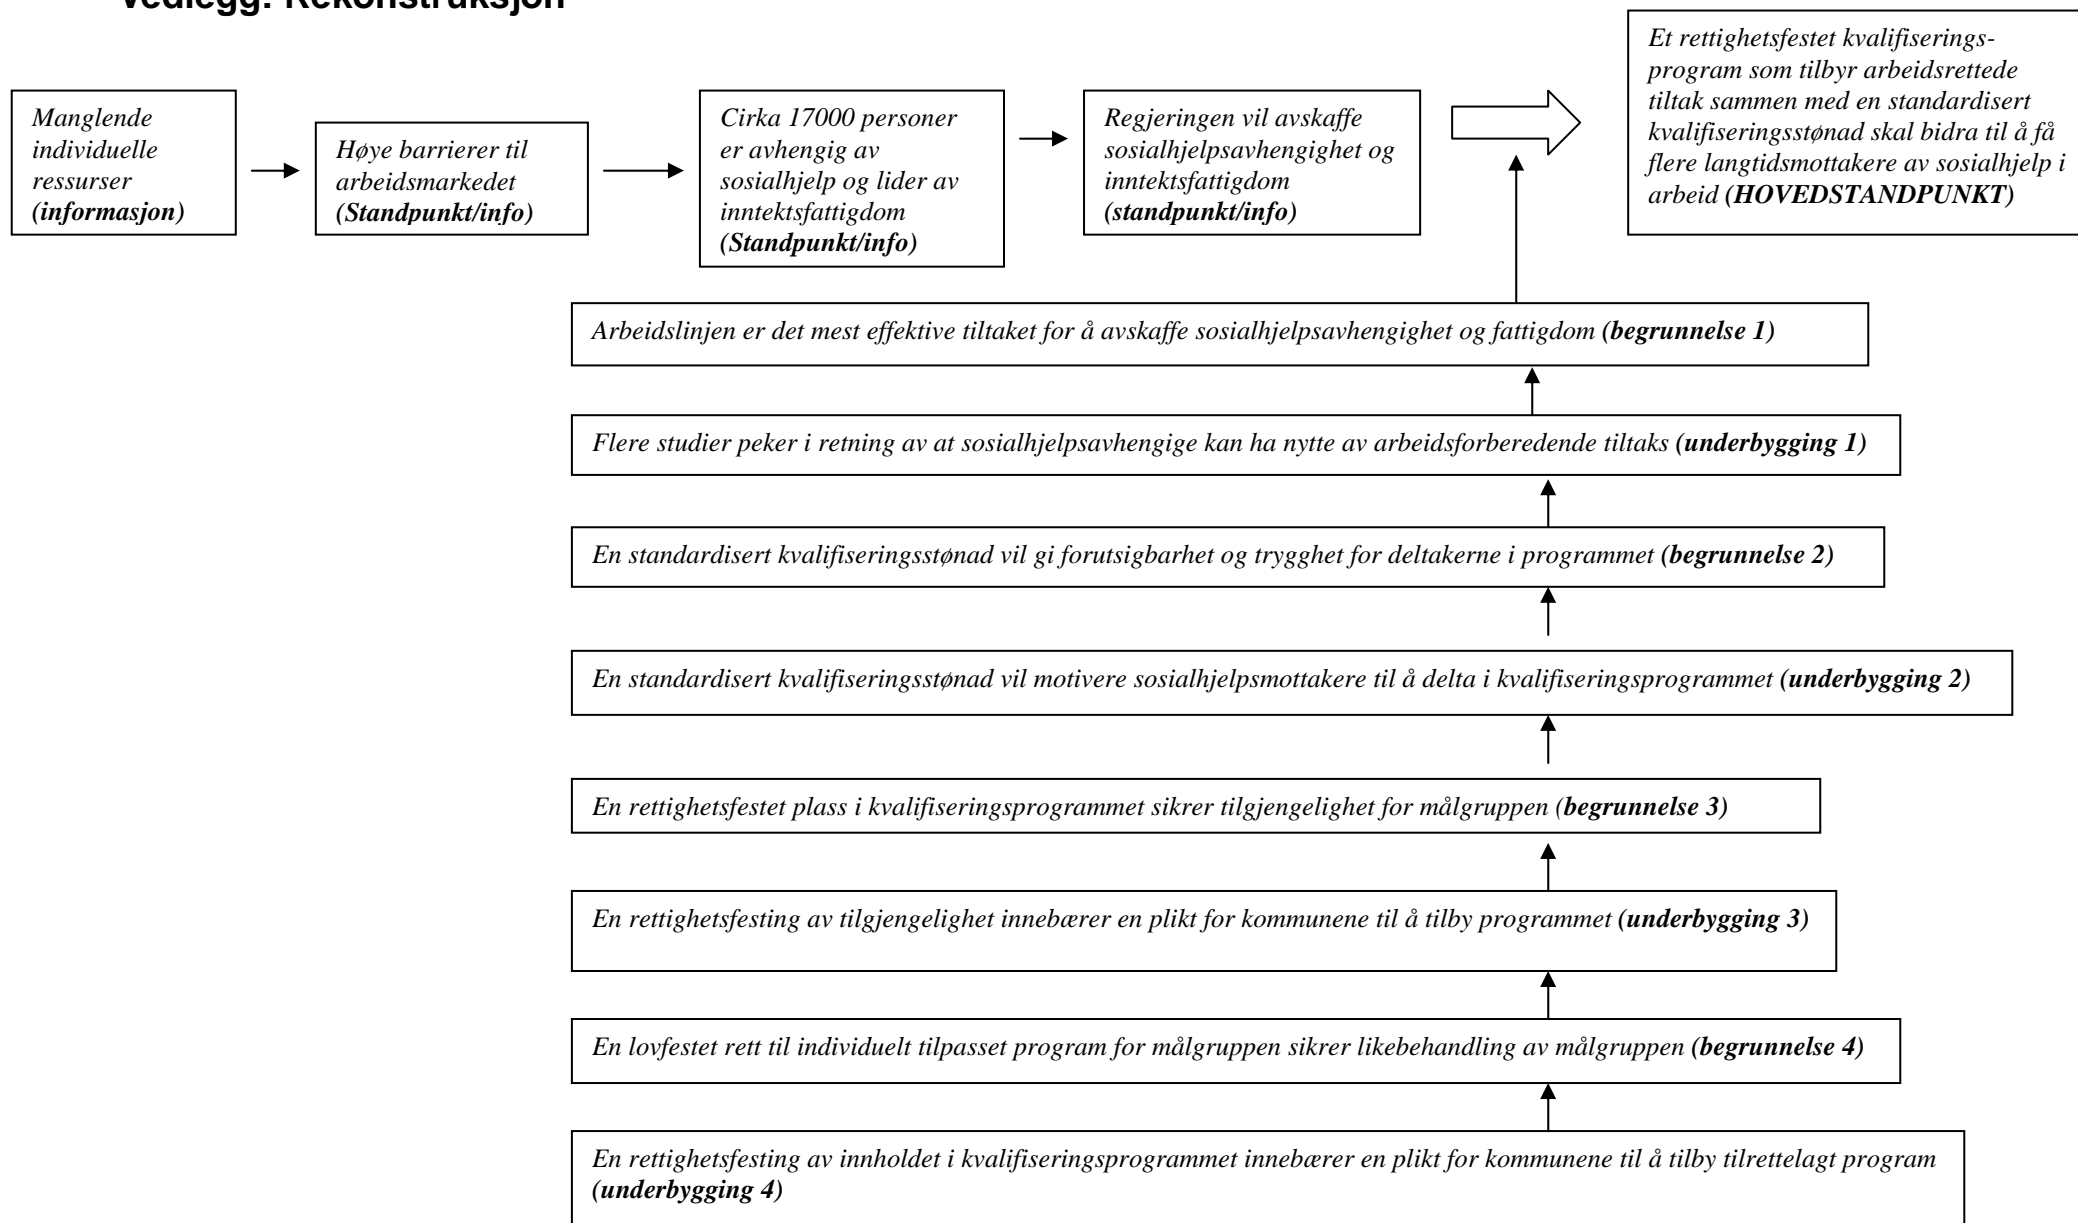 Vedlegg: Rekonstruksjon
Manglende
individuelle
ressurser
(informasjon)
Høye barrierer til
arbeidsmarkedet
(Standpunkt/info)
Cirka 17000 personer
er avhengig av
sosialhjelp og lider av
inntektsfattigdom
(Standpunkt/info)
Regjeringen vil avskaffe
sosialhjelpsavhengighet og
inntektsfattigdom
(standpunkt/info)
Et rettighetsfestet kvalifiserings-
program som tilbyr arbeidsrettede
tiltak sammen med en standardisert
kvalifiseringsstønad skal bidra til å få
flere langtidsmottakere av sosialhjelp i
arbeid (HOVEDSTANDPUNKT)
Arbeidslinjen er det mest effektive tiltaket for å avskaffe sosialhjelpsavhengighet og fattigdom (begrunnelse 1)
Flere studier peker i retning av at sosialhjelpsavhengige kan ha nytte av arbeidsforberedende tiltaks (underbygging 1)
En standardisert kvalifiseringsstønad vil gi forutsigbarhet og trygghet for deltakerne i programmet (begrunnelse 2)
En standardisert kvalifiseringsstønad vil motivere sosialhjelpsmottakere til å delta i kvalifiseringsprogrammet (underbygging 2)
En rettighetsfestet plass i kvalifiseringsprogrammet sikrer tilgjengelighet for målgruppen (begrunnelse 3)
En rettighetsfesting av tilgjengelighet innebærer en plikt for kommunene til å tilby programmet (underbygging 3)
En lovfestet rett til individuelt tilpasset program for målgruppen sikrer likebehandling av målgruppen (begrunnelse 4)
En rettighetsfesting av innholdet i kvalifiseringsprogrammet innebærer en plikt for kommunene til å tilby tilrettelagt program
(underbygging 4)